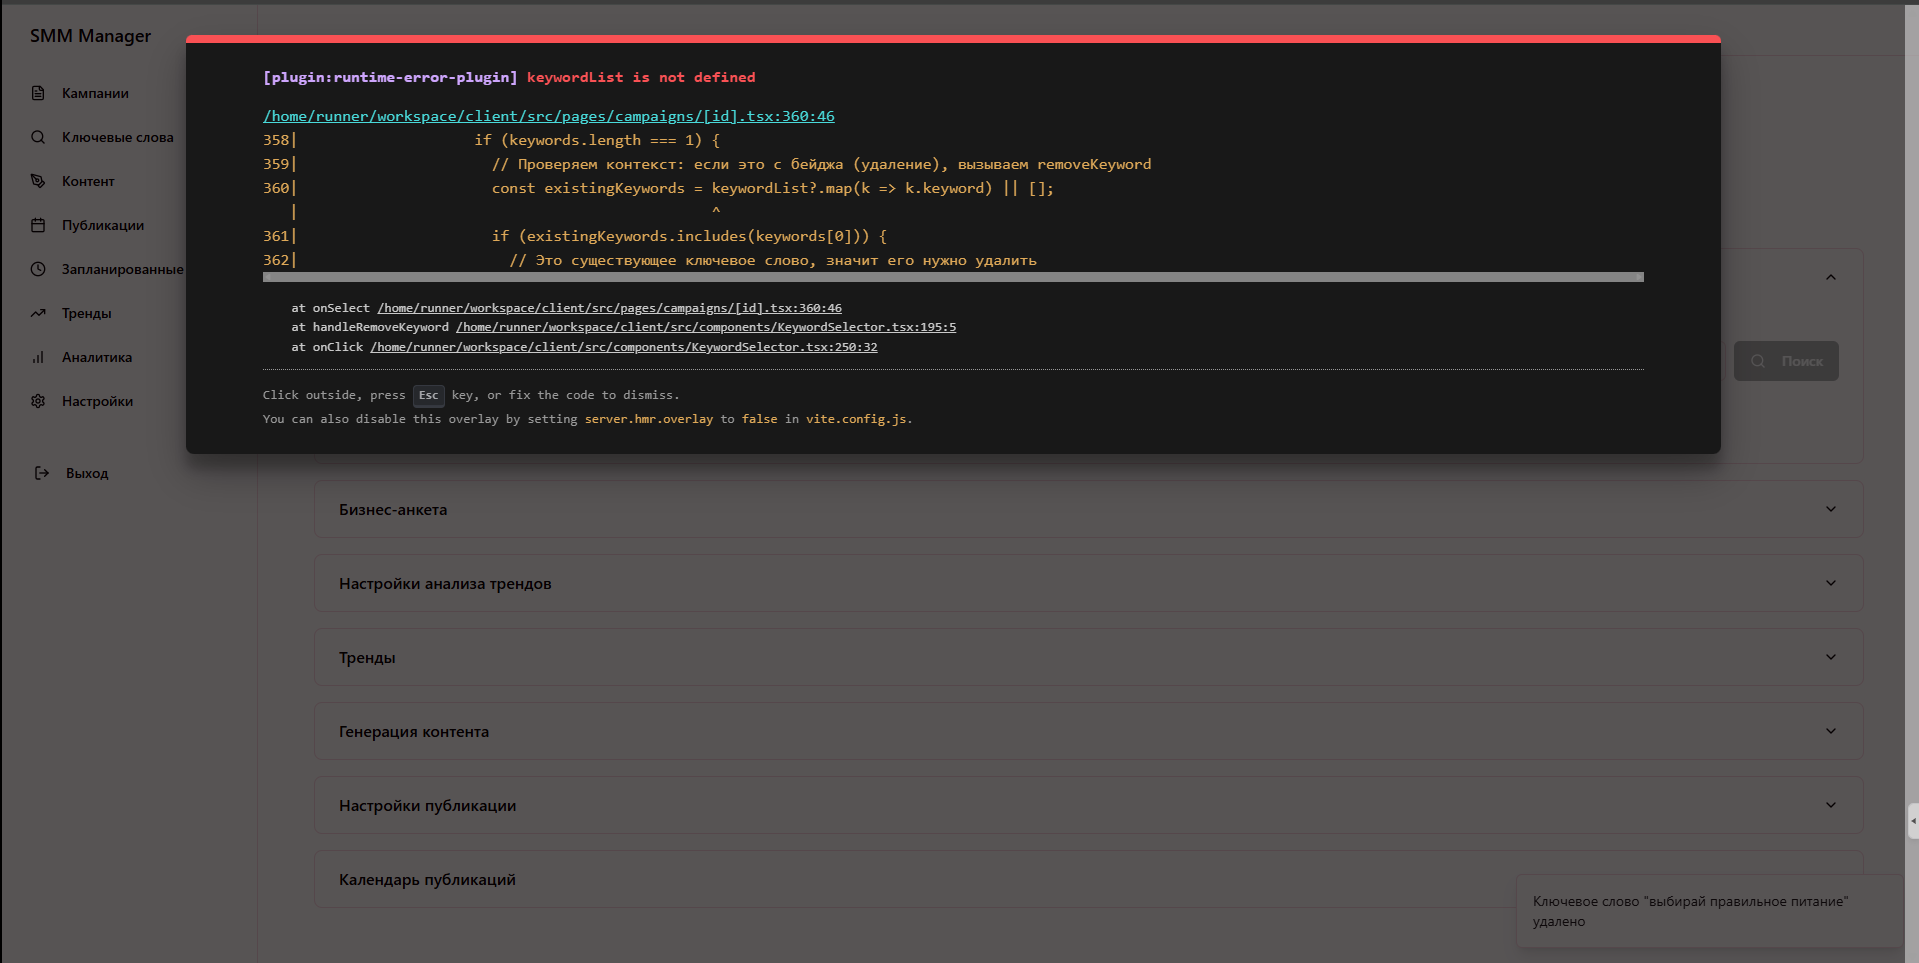 SMM Manager
Кампании
Ключевые слова
Контент
Публикации
Запланированные
Тренды
Аналитика
Настройки
Выход
[plugin:runtime-error-plugin] keywordList is not defined
/home/runner/workspace/client/src/pages/campaigns/[id].tsx:360:46
358| if (keywords.length === 1) {
359| // Проверяем контекст: если это с бейджа (удаление), вызываем removeKeyword
360| const existingKeywords = keywordList?.map(k => k.keyword) || [];
| ^
361| if (existingKeywords.includes(keywords[0])) {
362| // Это существующее ключевое слово, значит его нужно удалить
at onSelect /home/runner/workspace/client/src/pages/campaigns/[id].tsx:360:46
at handleRemoveKeyword /home/runner/workspace/client/src/components/KeywordSelector.tsx:195:5
at onClick /home/runner/workspace/client/src/components/KeywordSelector.tsx:250:32
Click outside, press Esc key, or fix the code to dismiss.
You can also disable this overlay by setting server.hmr.overlay to false in vite.config.js.
Поиск
Бизнес-анкета
Настройки анализа трендов
Тренды
Генерация контента
Настройки публикации
Календарь публикаций
Ключевое слово "выбирай правильное питание"
удалено